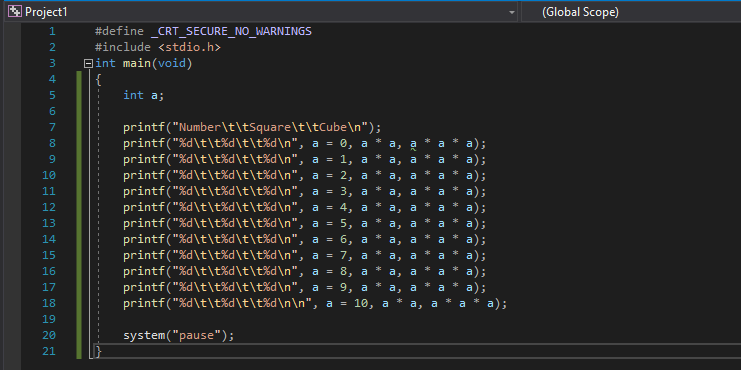 Project1 (Global Scope)
1 #define _CRT_SECURE_NO_WARNINGS
2 #include <stdio.h>
3 int main(void)
4 {
5 int a;
6
7 printf("Number\t\tSquare\t\tCube\n");
8 printf("%d\t\t%d\t\t%d\n", a = 0, a * a, a * a * a);
9 printf("%d\t\t%d\t\t%d\n", a = 1, a * a, a * a * a);
10 printf("%d\t\t%d\t\t%d\n", a = 2, a * a, a * a * a);
11 printf("%d\t\t%d\t\t%d\n", a = 3, a * a, a * a * a);
12 printf("%d\t\t%d\t\t%d\n", a = 4, a * a, a * a * a);
13 printf("%d\t\t%d\t\t%d\n", a = 5, a * a, a * a * a);
14 printf("%d\t\t%d\t\t%d\n", a = 6, a * a, a * a * a);
15 printf("%d\t\t%d\t\t%d\n", a = 7, a * a, a * a * a);
16 printf("%d\t\t%d\t\t%d\n", a = 8, a * a, a * a * a);
17 printf("%d\t\t%d\t\t%d\n", a = 9, a * a, a * a * a);
18 printf("%d\t\t%d\t\t%d\n\n", a = 10, a * a, a * a * a);
19
20 system("pause");
21 }